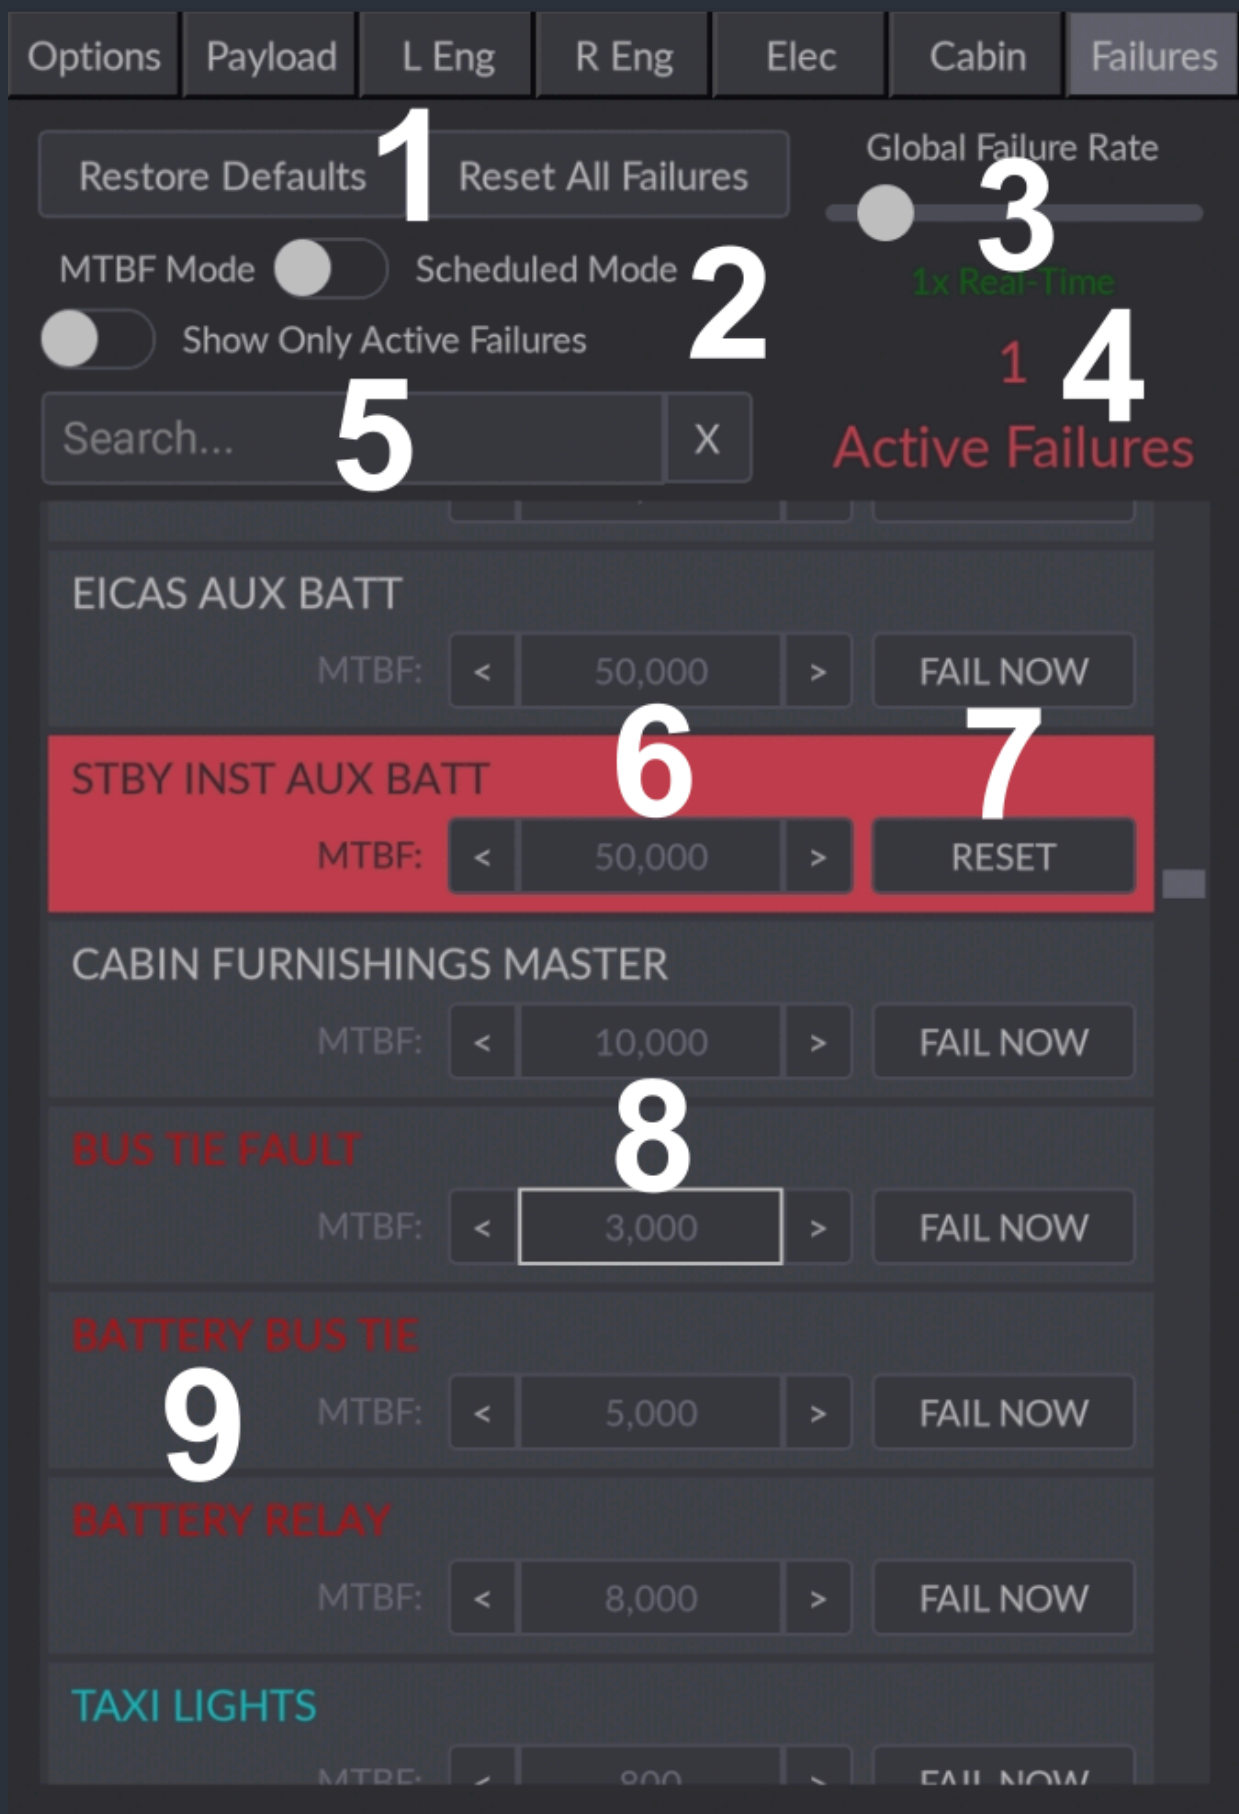 Options Payload L Eng R Eng Elec Cabin Failures
1
Restore Defaults Reset All Failures
Global Failure Rate
3
MTBF Mode Scheduled Mode
2
1x Real-Time
Show Only Active Failures
1
4
Active Failures
5
Search... X
EICAS AUX BATT
MTBF: < 50,000 > FAIL NOW
6 7
STBY INST AUX BATT
MTBF: < 50,000 > RESET
CABIN FURNISHINGS MASTER
MTBF: < 10,000 > FAIL NOW
8
BUS TIE FAULT
MTBF: < 3,000 > FAIL NOW
BATTERY BUS TIE
9
MTBF: < 5,000 > FAIL NOW
BATTERY RELAY
MTBF: < 8,000 > FAIL NOW
TAXI LIGHTS
MTBF: < 800 > FAIL NOW